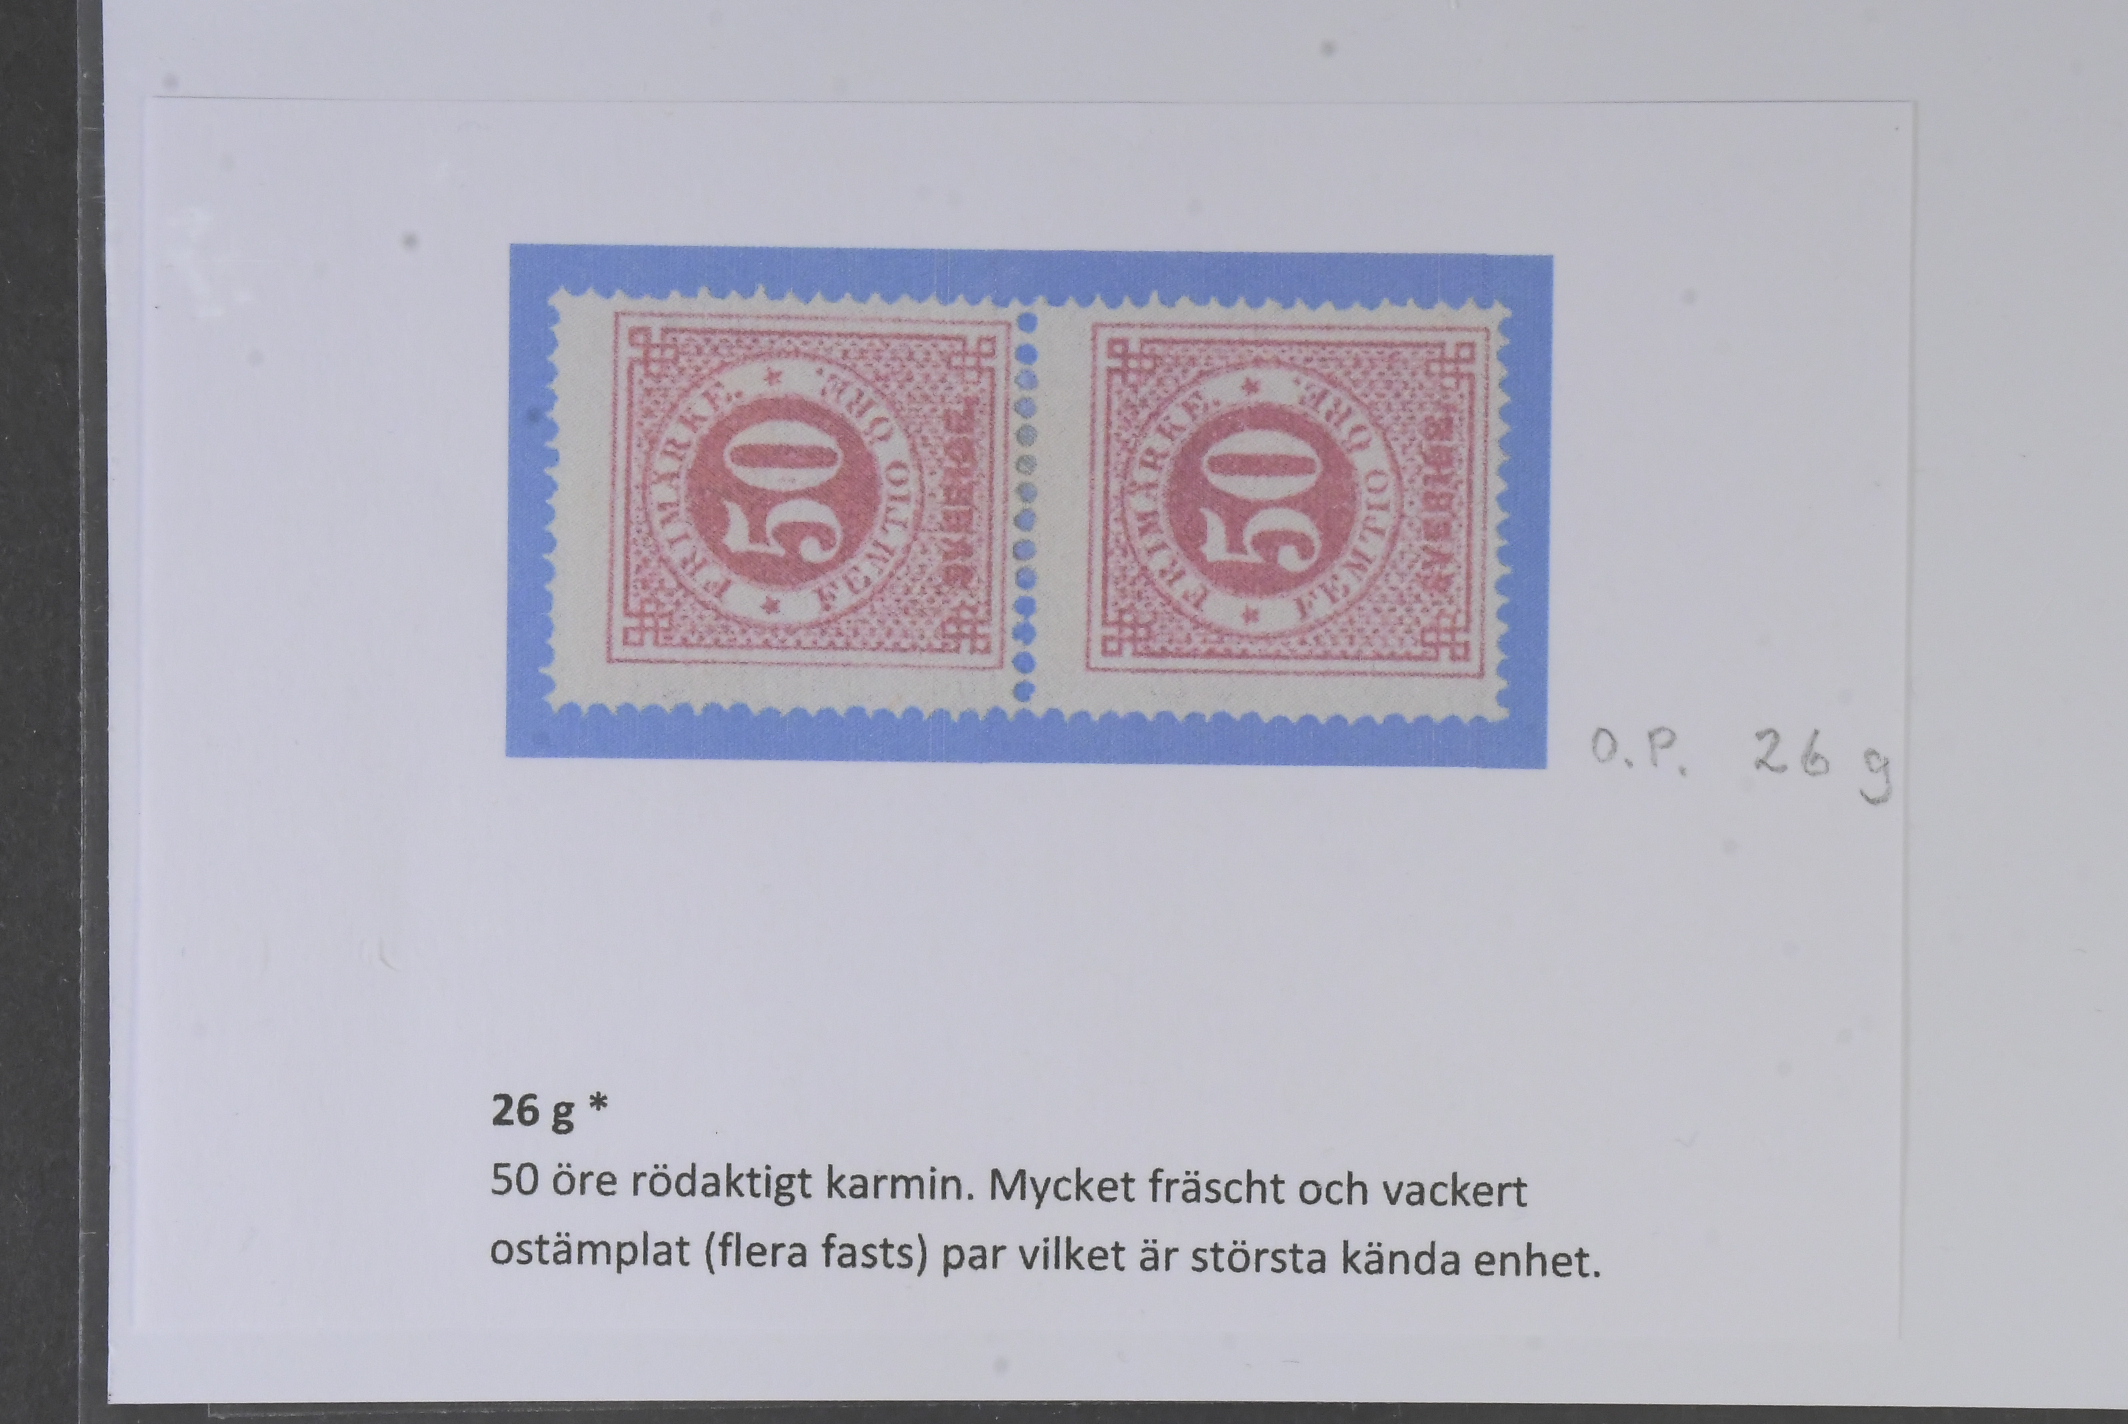 FRIMÄRKE.
50
FEMTIO ÖRE.
SVERIGE
FRIMÄRKE.
50
FEMTIO ÖRE.
SVERIGE
O.P. 26 g
26 g *
50 öre rödaktigt karmin. Mycket fräscht och vackert
ostämplat (flera fasts) par vilket är största kända enhet.